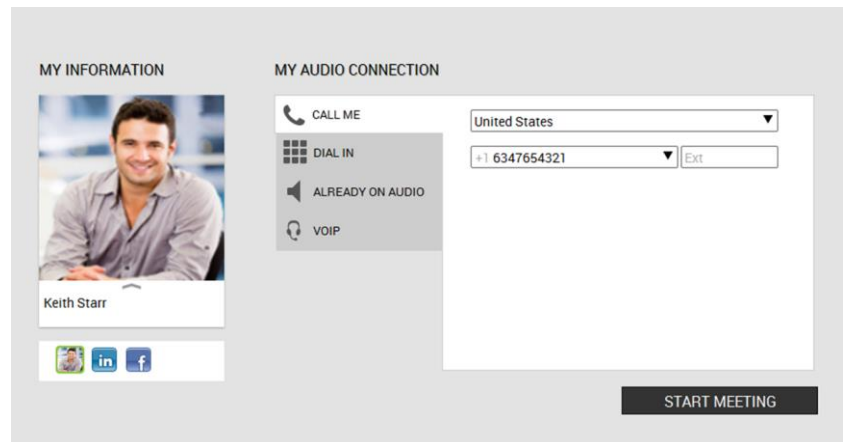 MY INFORMATION
MY AUDIO CONNECTION
Keith Starr
in f
CALL ME
DIAL IN
ALREADY ON AUDIO
VOIP
United States
+1 6347654321
Ext
START MEETING